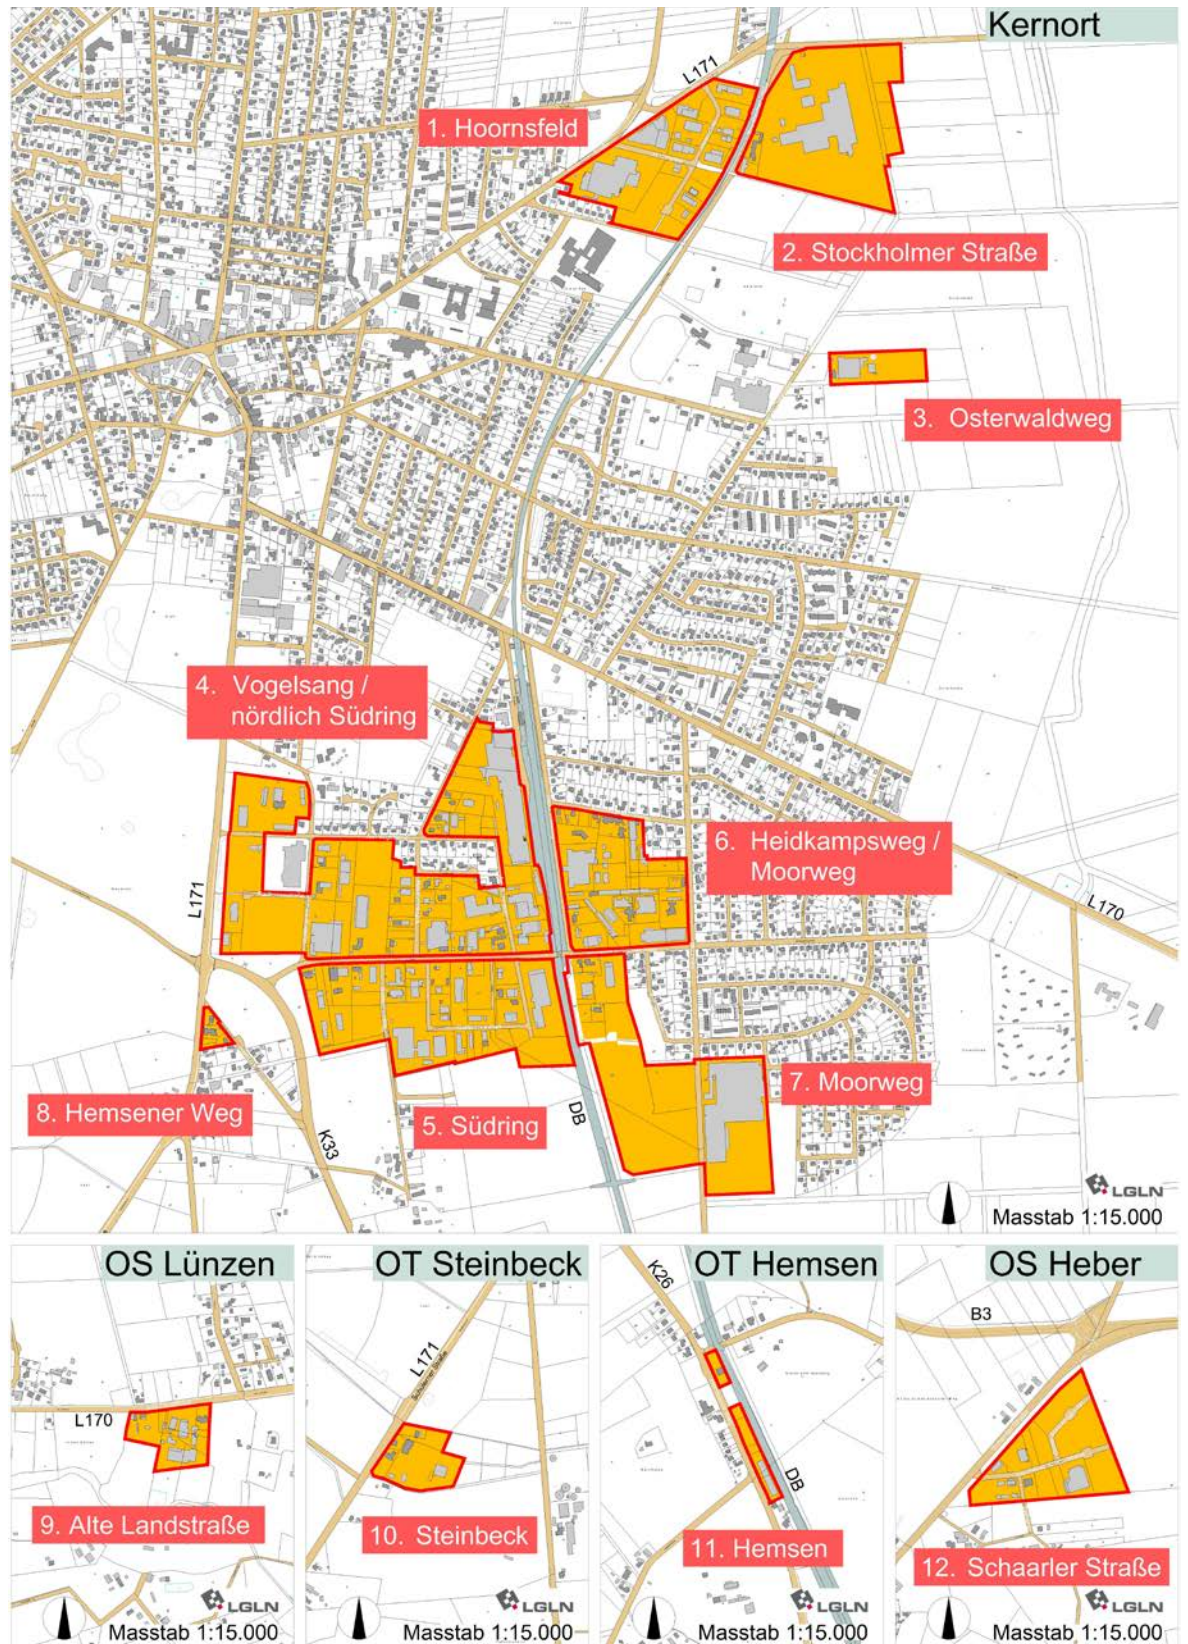 Kernort
L171
1. Hoornsfeld
2. Stockholmer Straße
3. Osterwaldweg
4. Vogelsang /
nördlich Südring
6. Heidkampsweg /
Moorweg
L171
L170
7. Moorweg
8. Hemsener Weg
5. Südring
DB
K33
LGLN
Masstab 1:15.000
OS Lünzen
L170
9. Alte Landstraße
LGLN
Masstab 1:15.000
OT Steinbeck
L171
10. Steinbeck
LGLN
Masstab 1:15.000
OT Hemsen
K26
DB
11. Hemsen
LGLN
Masstab 1:15.000
OS Heber
B3
12. Schaarler Straße
LGLN
Masstab 1:15.000